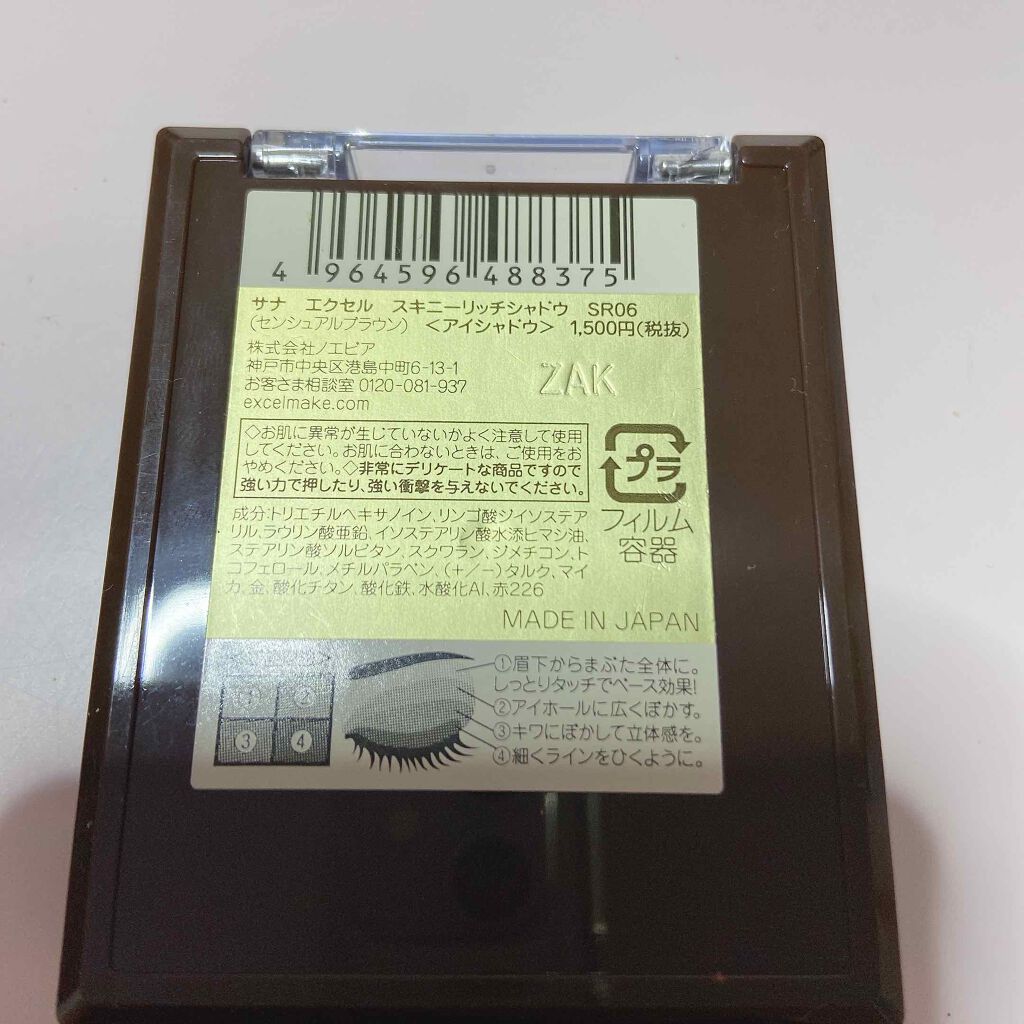 4 964596 488375
サナ エクセル スキニーリッチシャドウ SR06
(センシュアルブラウン) <アイシャドウ> 1,500円(税抜)
株式会社ノエビア
神戸市中央区港島中町6-13-1
お客さま相談室 0120-081-937
excelmake.com
ZAK
◇お肌に異常が生じていないかよく注意して使用
してください。お肌に合わないときは、ご使用をお
やめください。◇非常にデリケートな商品ですので
強い力で押したり、強い衝撃を与えないでください。
プラ
フィルム
容器
成分:トリエチルヘキサノイン,リンゴ酸ジイソステア
リル,ラウリン酸亜鉛,イソステアリン酸水添ヒマシ油,
ステアリン酸ソルビタン,スクワラン,ジメチコン,ト
コフェロール,メチルパラベン,(+/-)タルク,マイ
カ,金,酸化チタン,酸化鉄,水酸化Al,赤226
MADE IN JAPAN
① ②
③ ④
①眉下からまぶた全体に。
しっとりタッチでベース効果!
②アイホールに広くぼかす。
③キワにぼかして立体感を。
④細くラインをひくように。